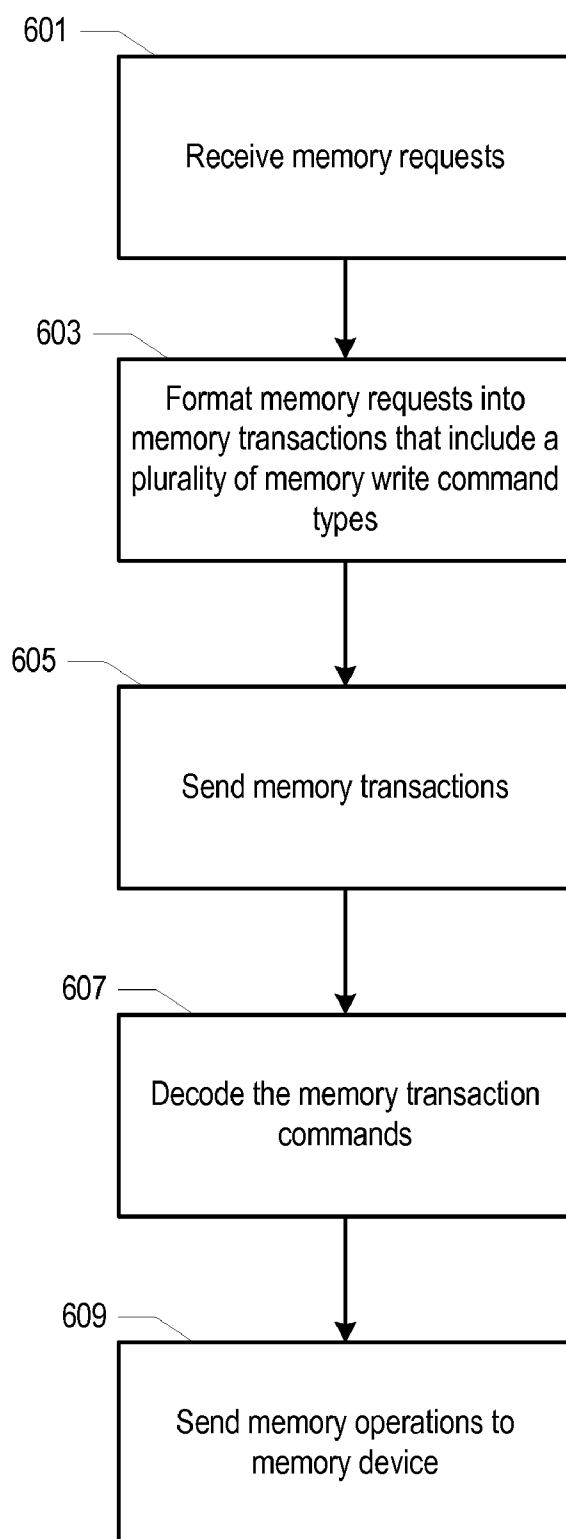 601
Receive memory requests
603
Format memory requests into
memory transactions that include a
plurality of memory write command
types
605
Send memory transactions
607
Decode the memory transaction
commands
609
Send memory operations to
memory device